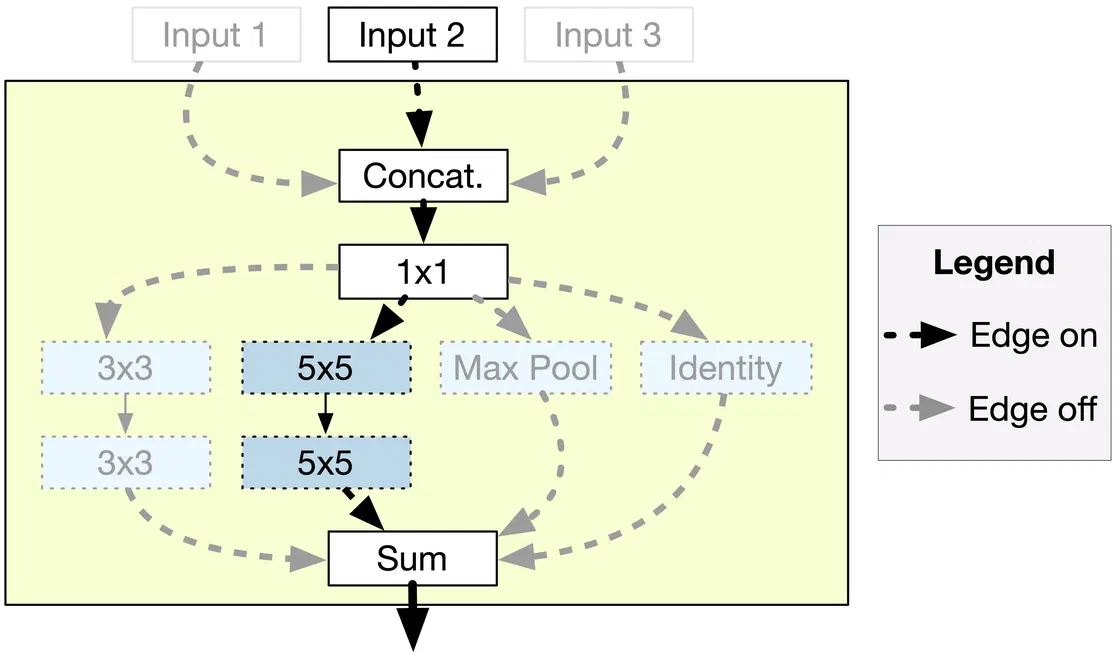 Input 1
Input 2
Input 3
Concat.
1x1
3x3
5x5
Max Pool
Identity
3x3
5x5
Sum
Legend
Edge on
Edge off